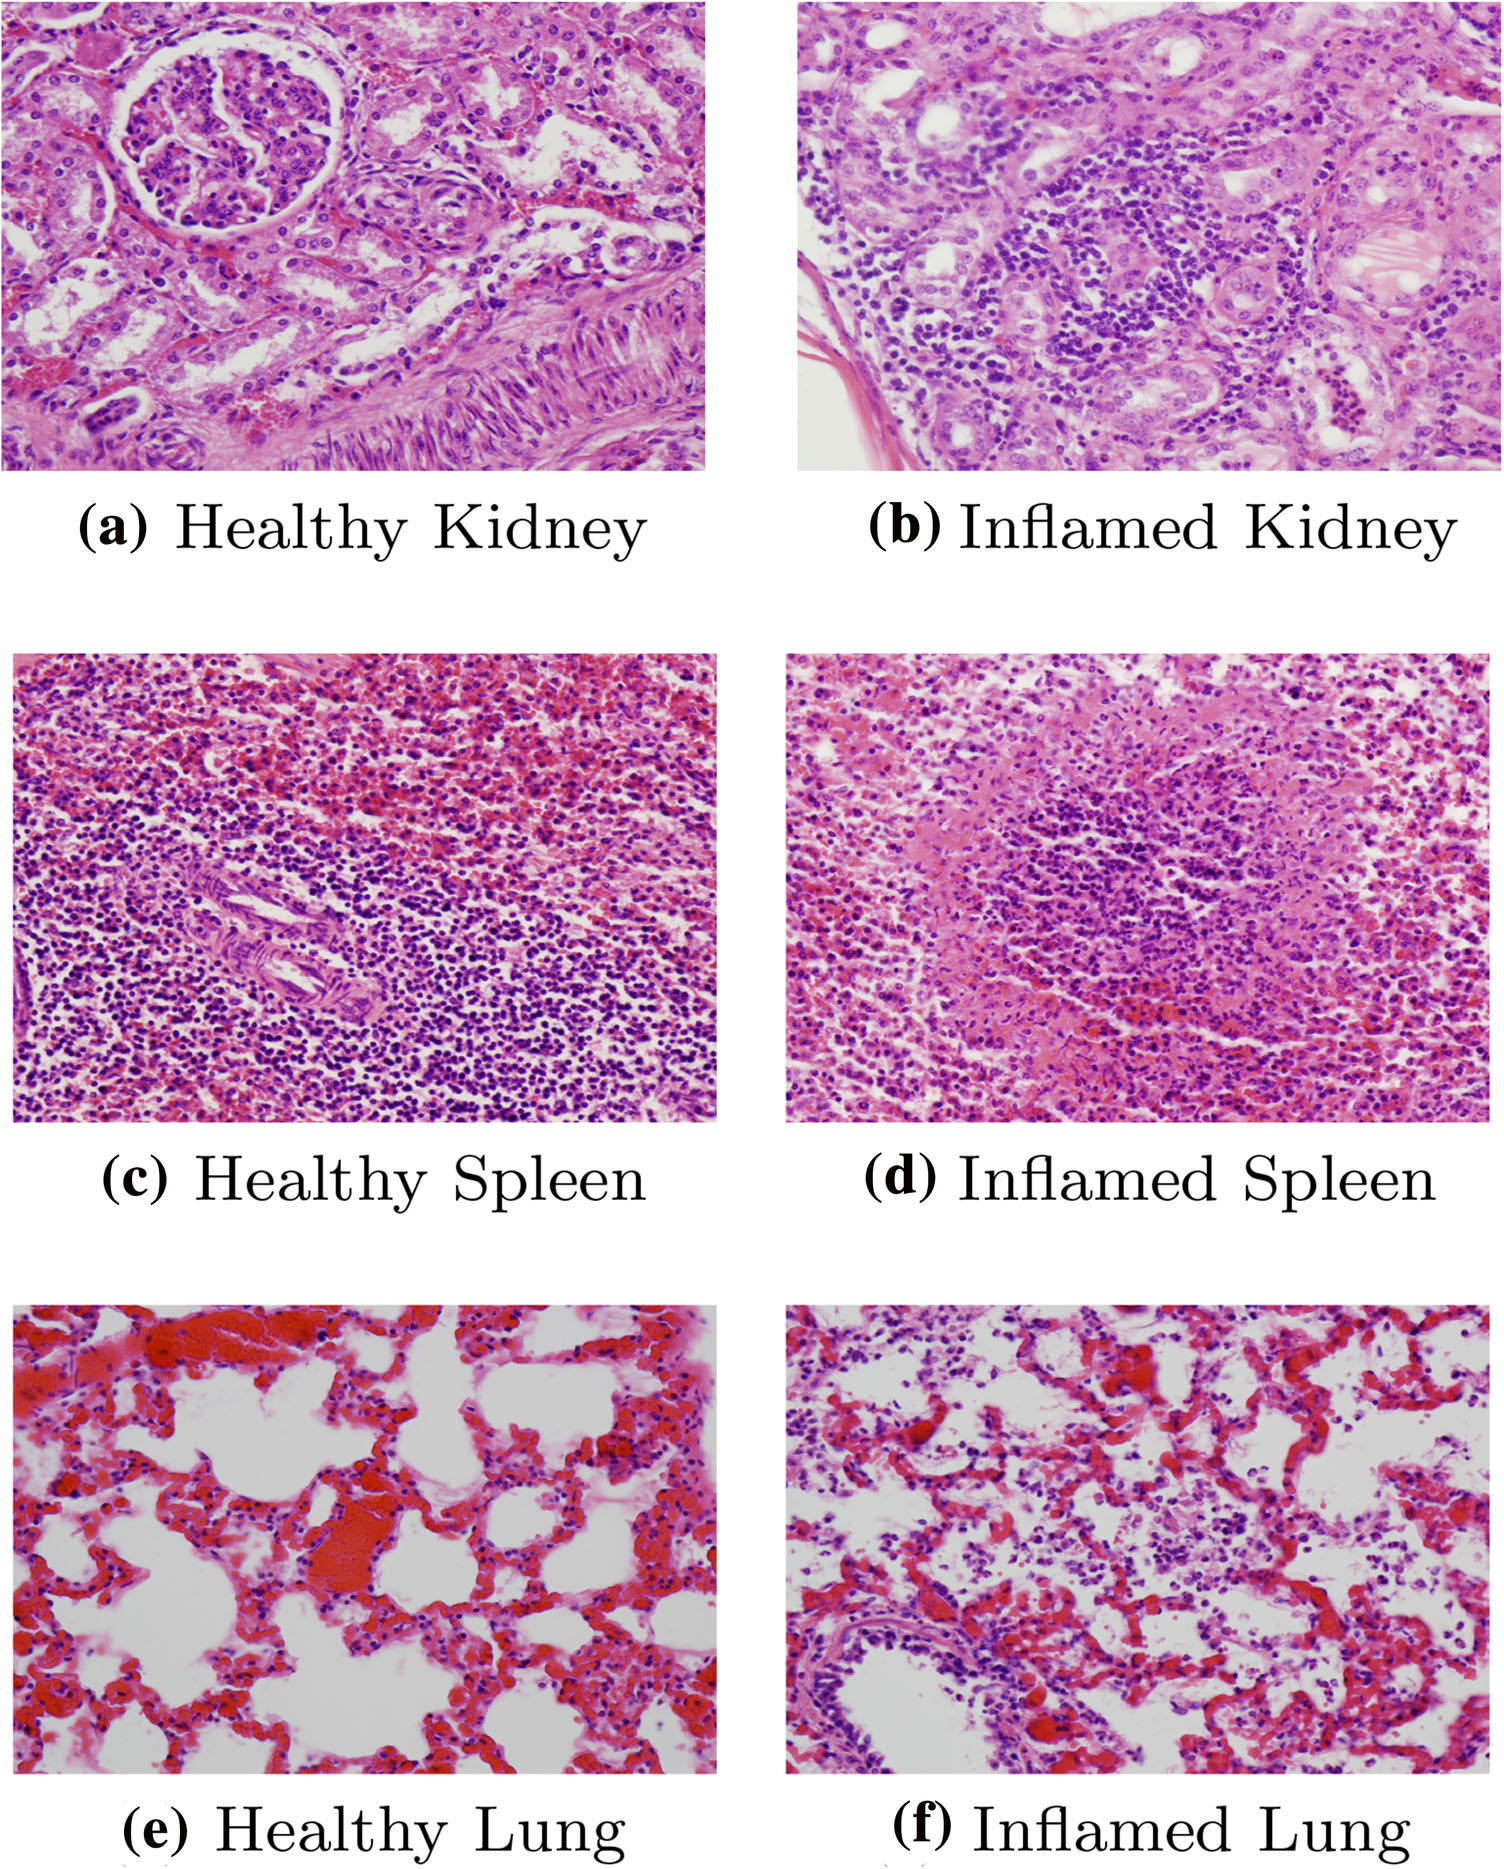 (a) Healthy Kidney
(b) Inflamed Kidney
(c) Healthy Spleen
(d) Inflamed Spleen
(e) Healthy Lung
(f) Inflamed Lung